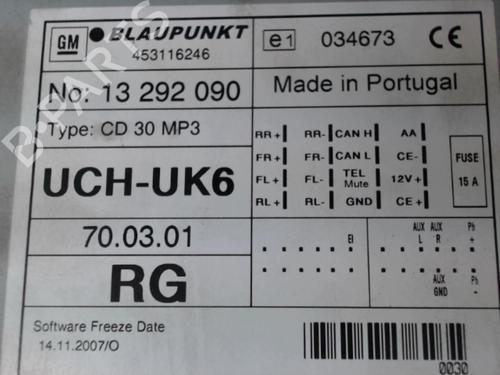 GM BLAUPUNKT
453116246
e1 034673 CE
No: 13 292 090
Made in Portugal
Type: CD 30 MP3
UCH-UK6
70.03.01
RG
Software Freeze Date
14.11.2007/O
RR+ RR- CAN H AA
FR+ FR- CAN L CE-
FL+ FL- TEL Mute 12V+
RL+ RL- GND CE+
FUSE
15 A
EI AUX L AUX R Ph +
AUX GND Ph -
0030
B-PARTS